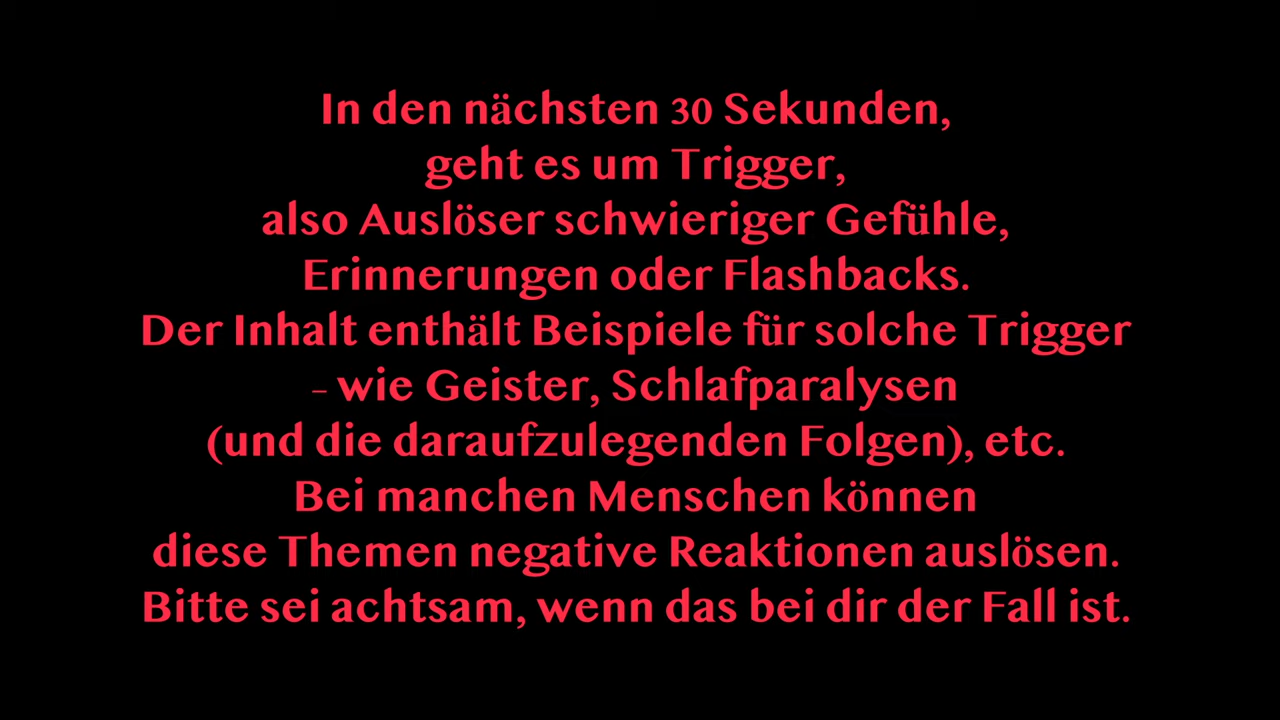 In den nächsten 30 Sekunden,
geht es um Trigger,
also Auslöser schwieriger Gefühle,
Erinnerungen oder Flashbacks.
Der Inhalt enthält Beispiele für solche Trigger
– wie Geister, Schlafparalysen
(und die daraufzulegenden Folgen), etc.
Bei manchen Menschen können
diese Themen negative Reaktionen auslösen.
Bitte sei achtsam, wenn das bei dir der Fall ist.